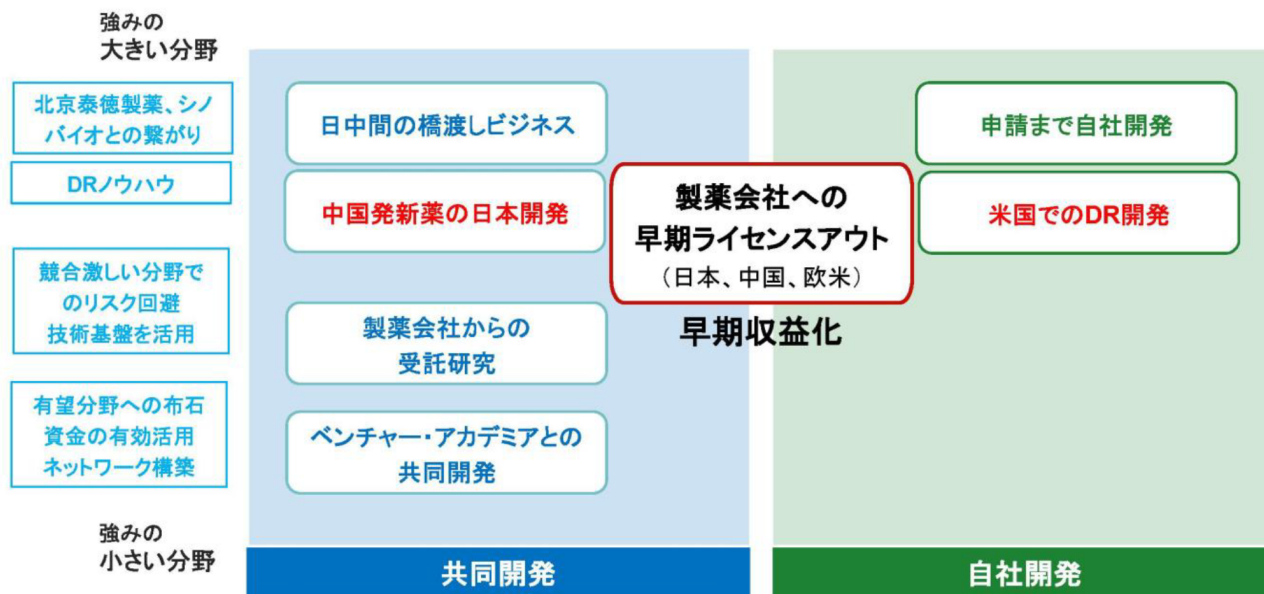 強みの
大きい分野
北京泰徳製薬、シノ
バイオとの繋がり
DRノウハウ
競合激しい分野で
のリスク回避
技術基盤を活用
有望分野への布石
資金の有効活用
ネットワーク構築
強みの
小さい分野
日中間の橋渡しビジネス
中国発新薬の日本開発
製薬会社からの
受託研究
ベンチャー・アカデミアとの
共同開発
共同開発
製薬会社への
早期ライセンスアウト
（日本、中国、欧米）
早期収益化
申請まで自社開発
米国でのDR開発
自社開発